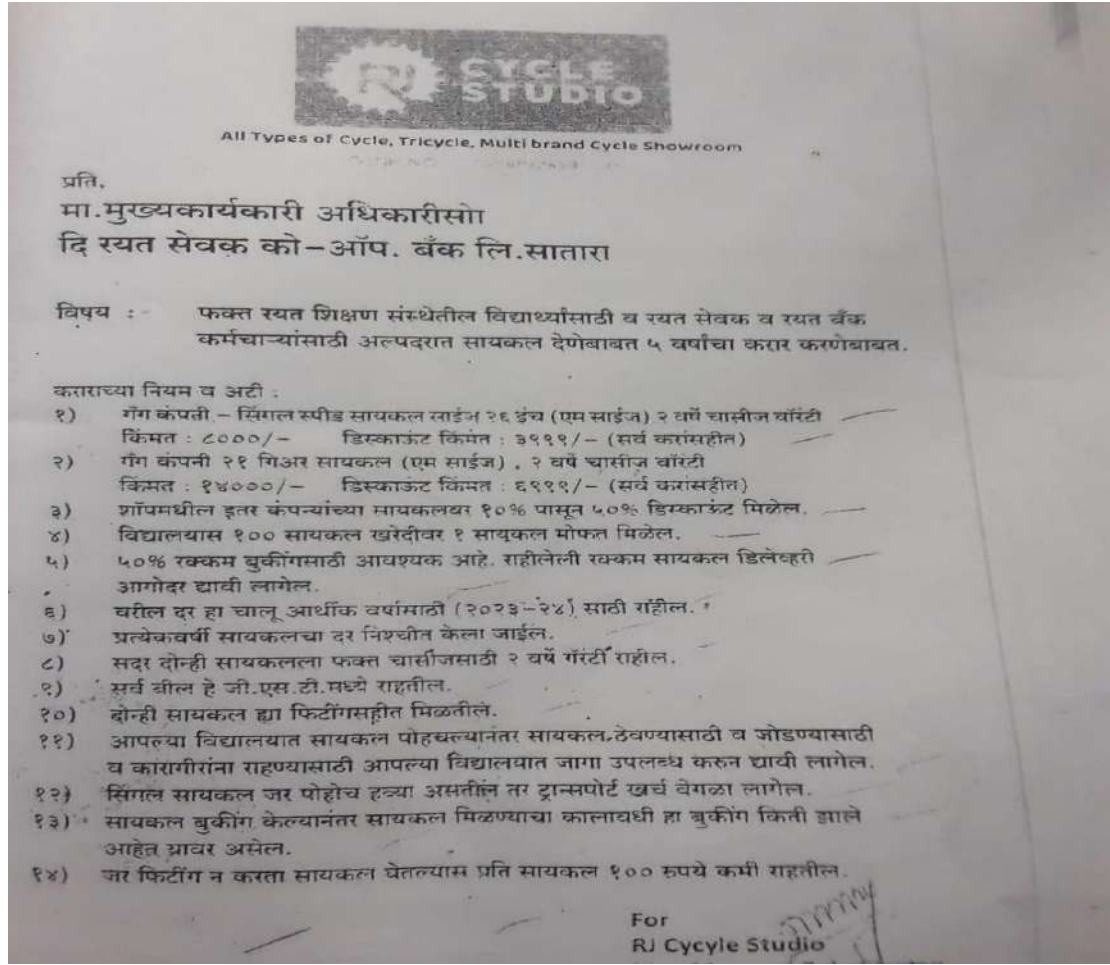 RJ CYCLE
STUDIO
All Types of Cycle, Tricycle, Multi brand Cycle Showroom
प्रति,
मा.मुख्यकार्यकारी अधिकारीसाो
दि रयत सेवक को-ऑप. बँक लि.सातारा
विषय :- फक्त रयत शिक्षण संस्थेतील विद्यार्थ्यांसाठी व रयत सेवक व रयत बँक
कर्मचाऱ्यांसाठी अल्पदरात सायकल देणेबाबत ५ वर्षांचा करार करणेबाबत.
कराराच्या नियम व अटी :
१) गँग कंपनी – सिंगल स्पीड सायकल साईज २६ इंच (एम साईज) २ वर्षे चासीज वॉरंटी
किंमत : ८०००/- डिस्काऊंट किंमत : ३९९९/- (सर्व करांसहीत)
२) गँग कंपनी २१ गिअर सायकल (एम साईज) . २ वर्षे चासीज वॉरंटी
किंमत : १४०००/- डिस्काऊंट किंमत : ६९९९/- (सर्व करांसहीत)
३) शॉपमधील इतर कंपन्यांच्या सायकलवर १०% पासून ५०% डिस्काऊंट मिळेल.
४) विद्यालयास १०० सायकल खरेदीवर १ सायकल मोफत मिळेल.
५) ५०% रक्कम बुकींगसाठी आवश्यक आहे. राहीलेली रक्कम सायकल डिलेव्हरी
आगोदर द्यावी लागेल.
६) वरील दर हा चालू आर्थीक वर्षामाठी (२०२३-२४) साठी राहील.
७) प्रत्येकवर्षी सायकलचा दर निश्चीत केला जाईल.
८) सदर दोन्ही सायकलला फक्त चासीजसाठी २ वर्षे गॅरंटी राहील.
९) सर्व बील हे जी.एस.टी.मध्ये राहतील.
१०) दोन्ही सायकल ह्या फिटींगसहीत मिळतील.
११) आपल्या विद्यालयात सायकल पोहचल्यानंतर सायकल ठेवण्यासाठी व जोडण्यासाठी
व कारागीरांना राहण्यासाठी आपल्या विद्यालयात जागा उपलब्ध करुन द्यावी लागेल.
१२) सिंगल सायकल जर पोहोच हव्या असतील तर ट्रान्सपोर्ट खर्च वेगळा लागेल.
१३) सायकल बुकींग केल्यानंतर सायकल मिळण्याचा कालावधी हा बुकींग किती झाले
आहेत यावर असेल.
१४) जर फिटींग न करता सायकल घेतल्यास प्रति सायकल १०० रुपये कमी राहतील.
For
RJ Cycyle Studio